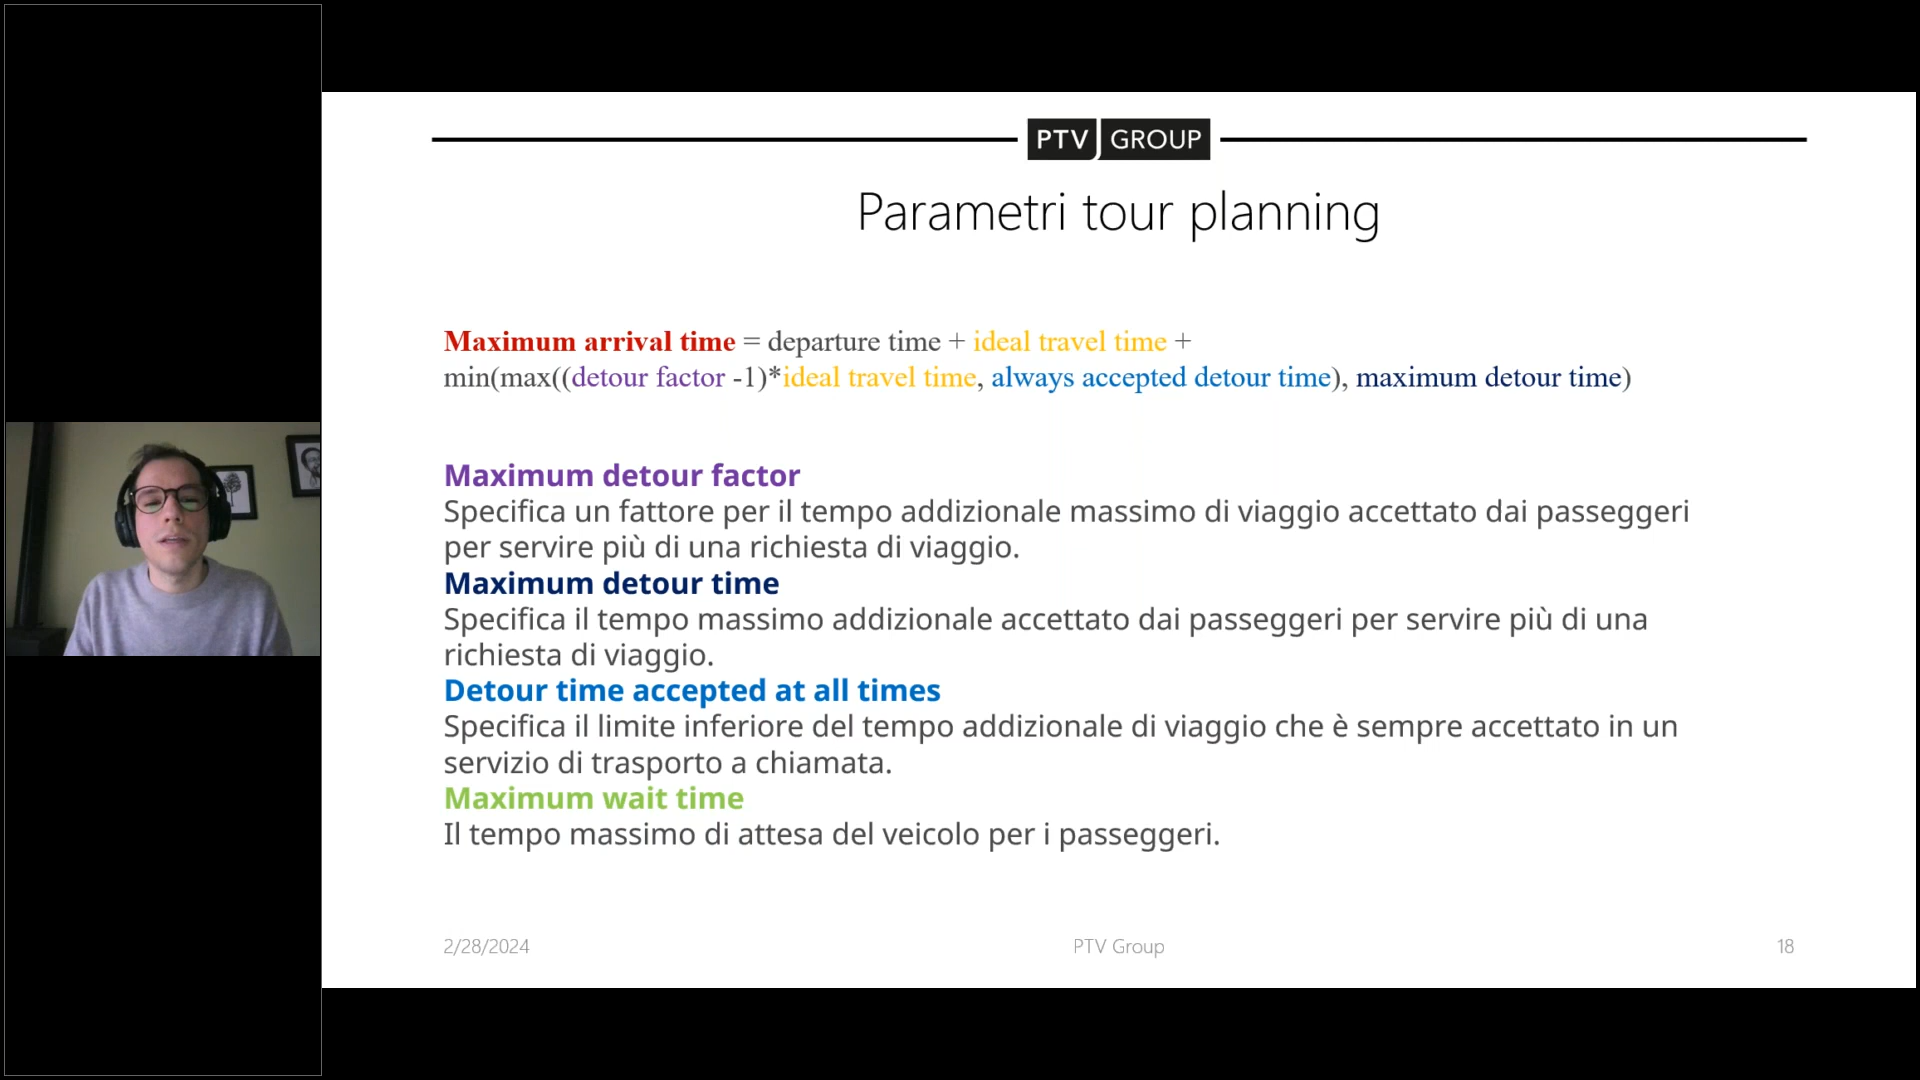 PTV GROUP
Parametri tour planning
Maximum arrival time = departure time + ideal travel time +
min(max((detour factor -1)*ideal travel time, always accepted detour time), maximum detour time)
Maximum detour factor
Specifica un fattore per il tempo addizionale massimo di viaggio accettato dai passeggeri
per servire più di una richiesta di viaggio.
Maximum detour time
Specifica il tempo massimo addizionale accettato dai passeggeri per servire più di una
richiesta di viaggio.
Detour time accepted at all times
Specifica il limite inferiore del tempo addizionale di viaggio che è sempre accettato in un
servizio di trasporto a chiamata.
Maximum wait time
Il tempo massimo di attesa del veicolo per i passeggeri.
2/28/2024
PTV Group
18